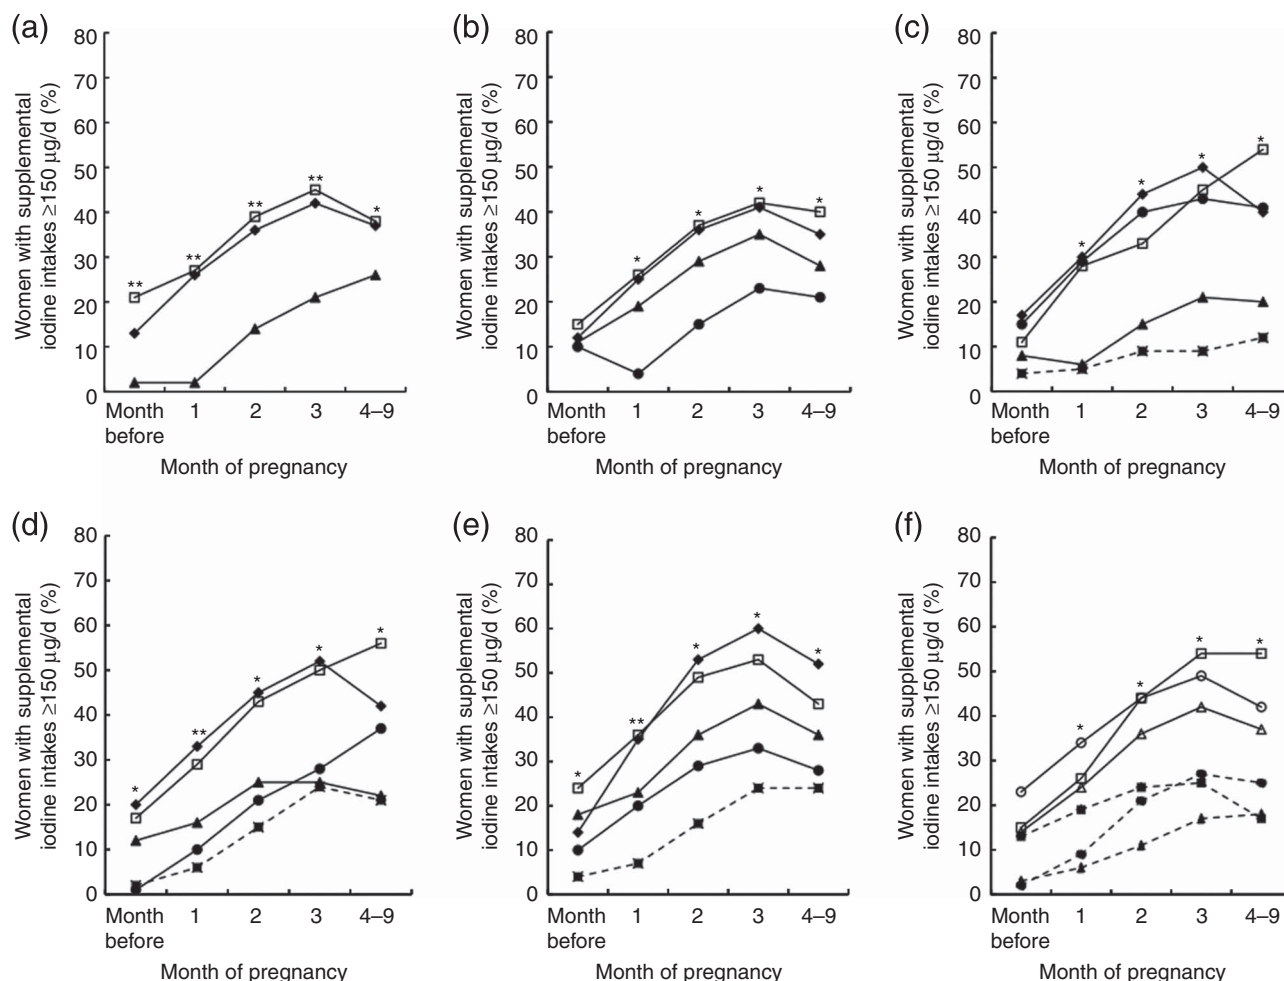 (a)
Women with supplemental
iodine intakes ≥150 μg/d (%)
80
70
60
50
40
30
20
10
0
** ** ** ** *
Month before 1 2 3 4–9
Month of pregnancy
(b)
Women with supplemental
iodine intakes ≥150 μg/d (%)
80
70
60
50
40
30
20
10
0
* * * *
Month before 1 2 3 4–9
Month of pregnancy
(c)
Women with supplemental
iodine intakes ≥150 μg/d (%)
80
70
60
50
40
30
20
10
0
* * * *
Month before 1 2 3 4–9
Month of pregnancy
(d)
Women with supplemental
iodine intakes ≥150 μg/d (%)
80
70
60
50
40
30
20
10
0
* ** * * *
Month before 1 2 3 4–9
Month of pregnancy
(e)
Women with supplemental
iodine intakes ≥150 μg/d (%)
80
70
60
50
40
30
20
10
0
* ** * * *
Month before 1 2 3 4–9
Month of pregnancy
(f)
Women with supplemental
iodine intakes ≥150 μg/d (%)
80
70
60
50
40
30
20
10
0
* * * *
Month before 1 2 3 4–9
Month of pregnancy